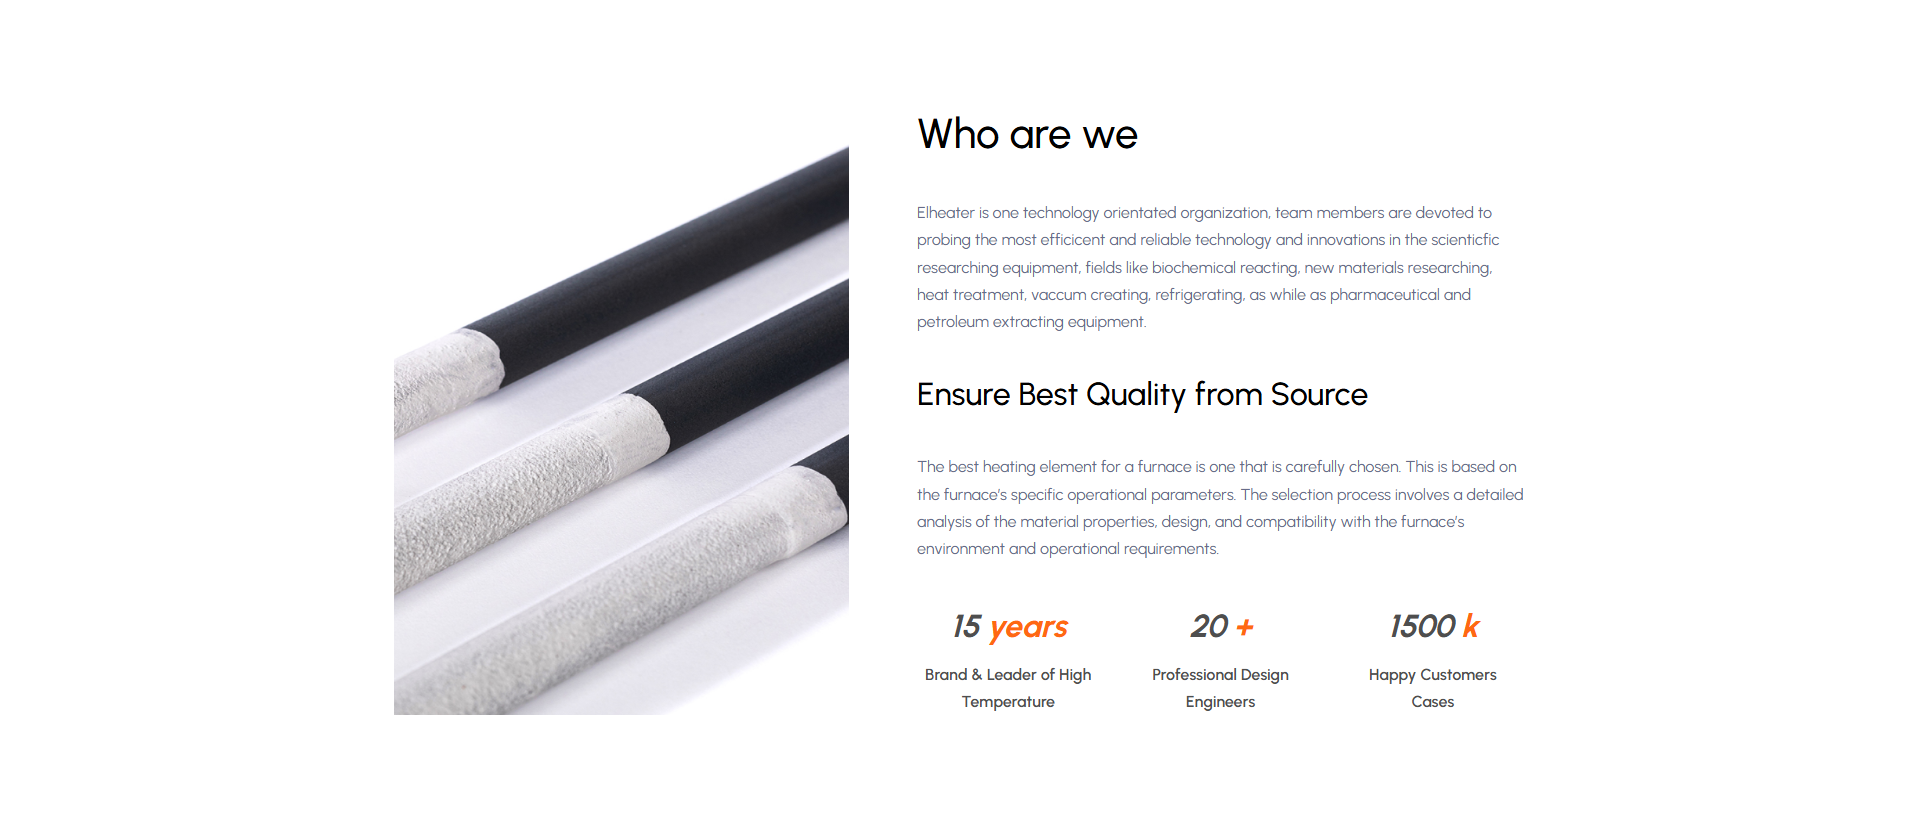 Who are we
Elheater is one technology orientated organization, team members are devoted to
probing the most efficicent and reliable technology and innovations in the scienticfic
researching equipment, fields like biochemical reacting, new materials researching,
heat treatment, vaccum creating, refrigerating, as while as pharmaceutical and
petroleum extracting equipment.
Ensure Best Quality from Source
The best heating element for a furnace is one that is carefully chosen. This is based on
the furnace’s specific operational parameters. The selection process involves a detailed
analysis of the material properties, design, and compatibility with the furnace’s
environment and operational requirements.
15 years
Brand & Leader of High
Temperature
20 +
Professional Design
Engineers
1500 k
Happy Customers
Cases